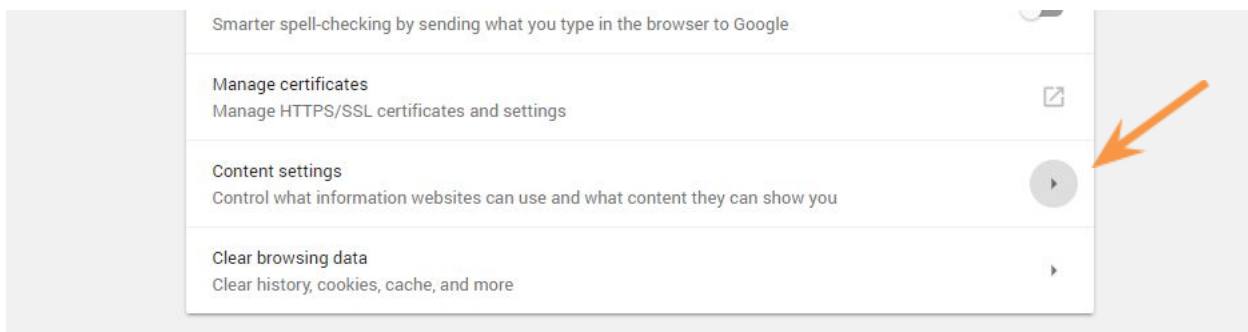 Smarter spell-checking by sending what you type in the browser to Google
Manage certificates
Manage HTTPS/SSL certificates and settings
Content settings
Control what information websites can use and what content they can show you
Clear browsing data
Clear history, cookies, cache, and more